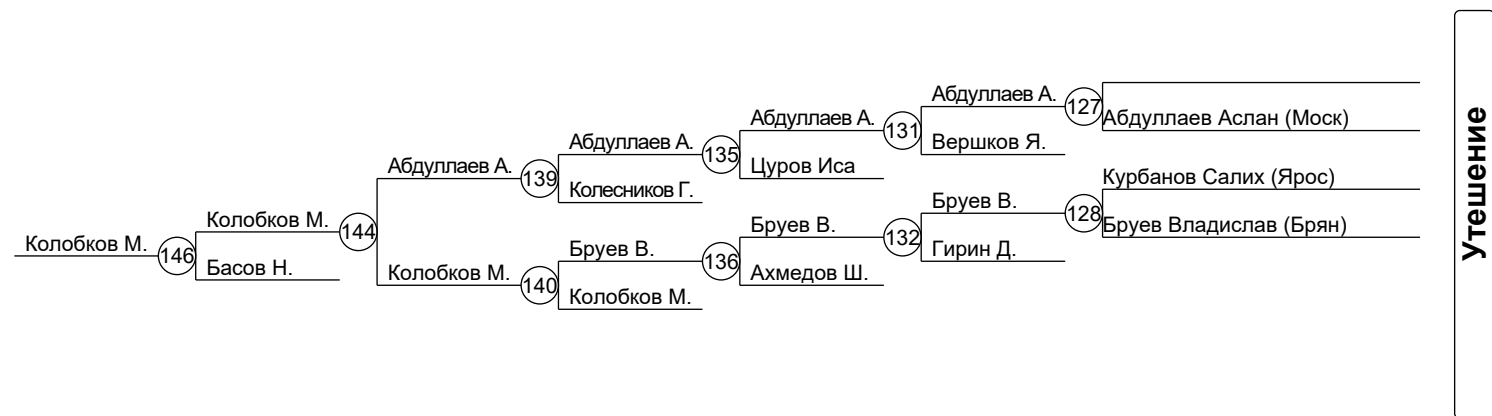 Абдуллаев А.
127
Абдуллаев Аслан (Моск)
Абдуллаев А.
131
Вершков Я.
Абдуллаев А.
135
Цуров Иса
Абдуллаев А.
139
Колесников Г.
Курбанов Салих (Ярос)
Бруев В.
128
Бруев Владислав (Брян)
Колобков М.
144
Бруев В.
132
Гирин Д.
Колобков М.
146
Басов Н.
Колобков М.
140
Бруев В.
136
Ахмедов Ш.
Колобков М.
Утешение